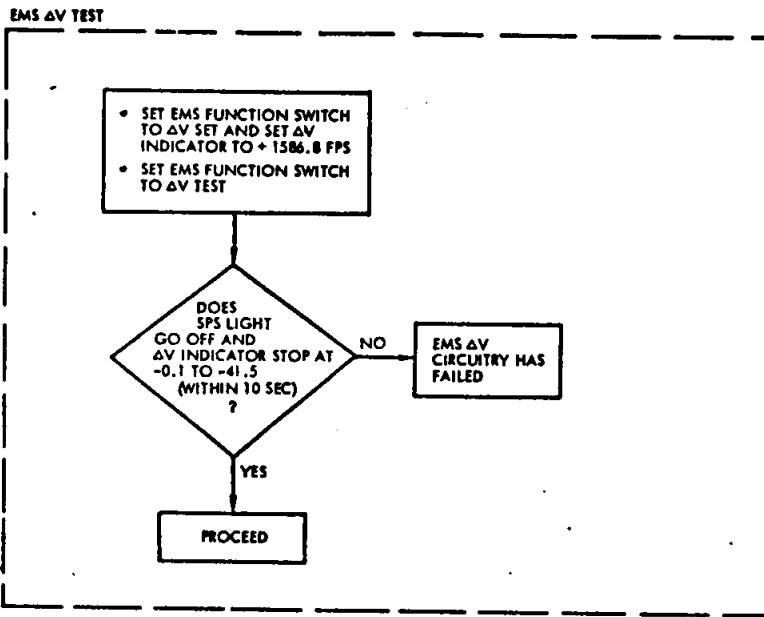 EMS ΔV TEST
• SET EMS FUNCTION SWITCH
TO ΔV SET AND SET ΔV
INDICATOR TO + 1586.8 FPS
• SET EMS FUNCTION SWITCH
TO ΔV TEST
DOES
SPS LIGHT
GO OFF AND
ΔV INDICATOR STOP AT
-0.1 TO -41.5
(WITHIN 10 SEC)
?
NO
EMS ΔV
CIRCUITRY HAS
FAILED
YES
PROCEED